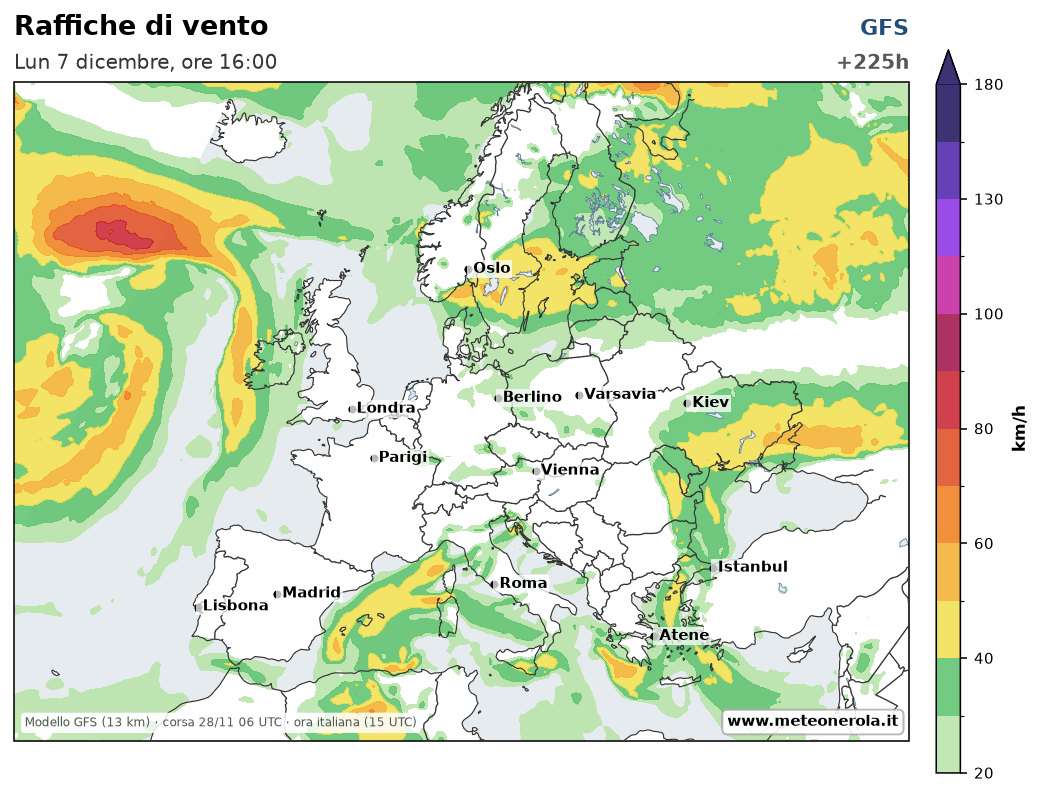 Raffiche di vento
GFS
Lun 7 dicembre, ore 16:00
+225h
180
130
100
80
60
40
20
km/h
Oslo
Berlino
Varsavia
Kiev
Londra
Parigi
Vienna
Istanbul
Roma
Madrid
Lisbona
Atene
Modello GFS (13 km) · corsa 28/11 06 UTC · ora italiana (15 UTC)
www.meteonerola.it